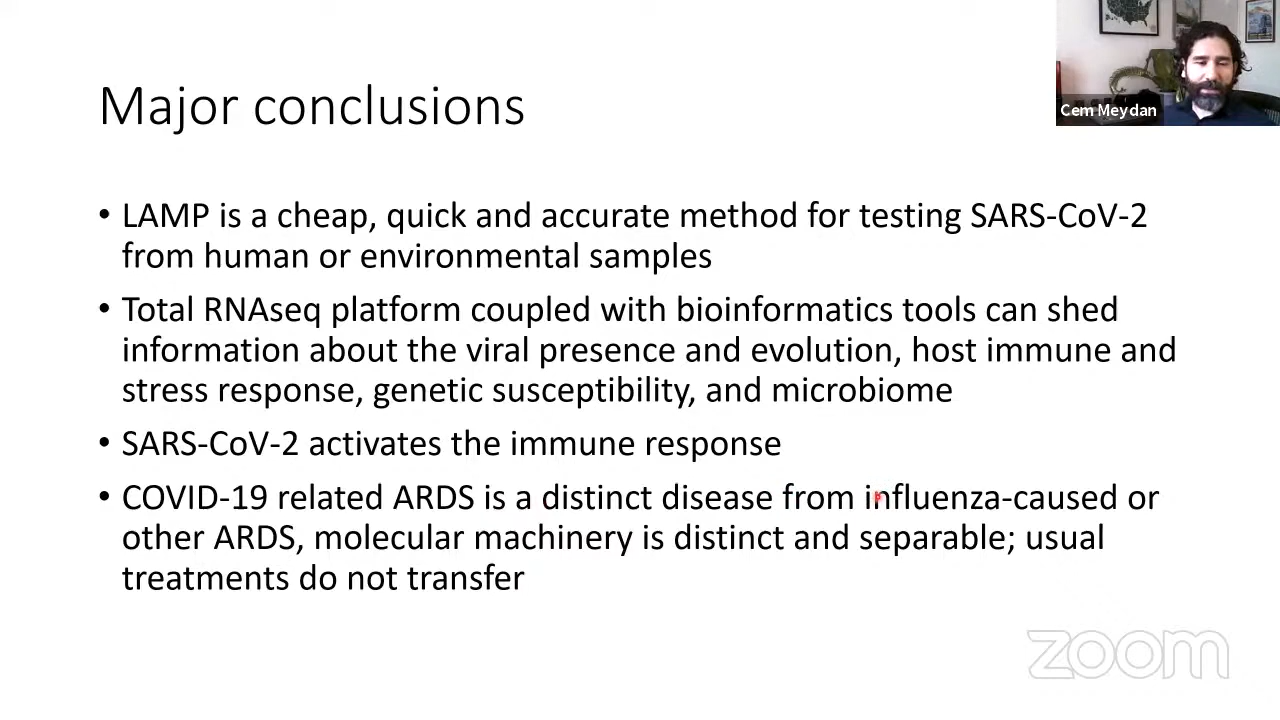 Major conclusions
Cem Meydan
• LAMP is a cheap, quick and accurate method for testing SARS-CoV-2
from human or environmental samples
• Total RNAseq platform coupled with bioinformatics tools can shed
information about the viral presence and evolution, host immune and
stress response, genetic susceptibility, and microbiome
• SARS-CoV-2 activates the immune response
• COVID-19 related ARDS is a distinct disease from influenza-caused or
other ARDS, molecular machinery is distinct and separable; usual
treatments do not transfer
zoom